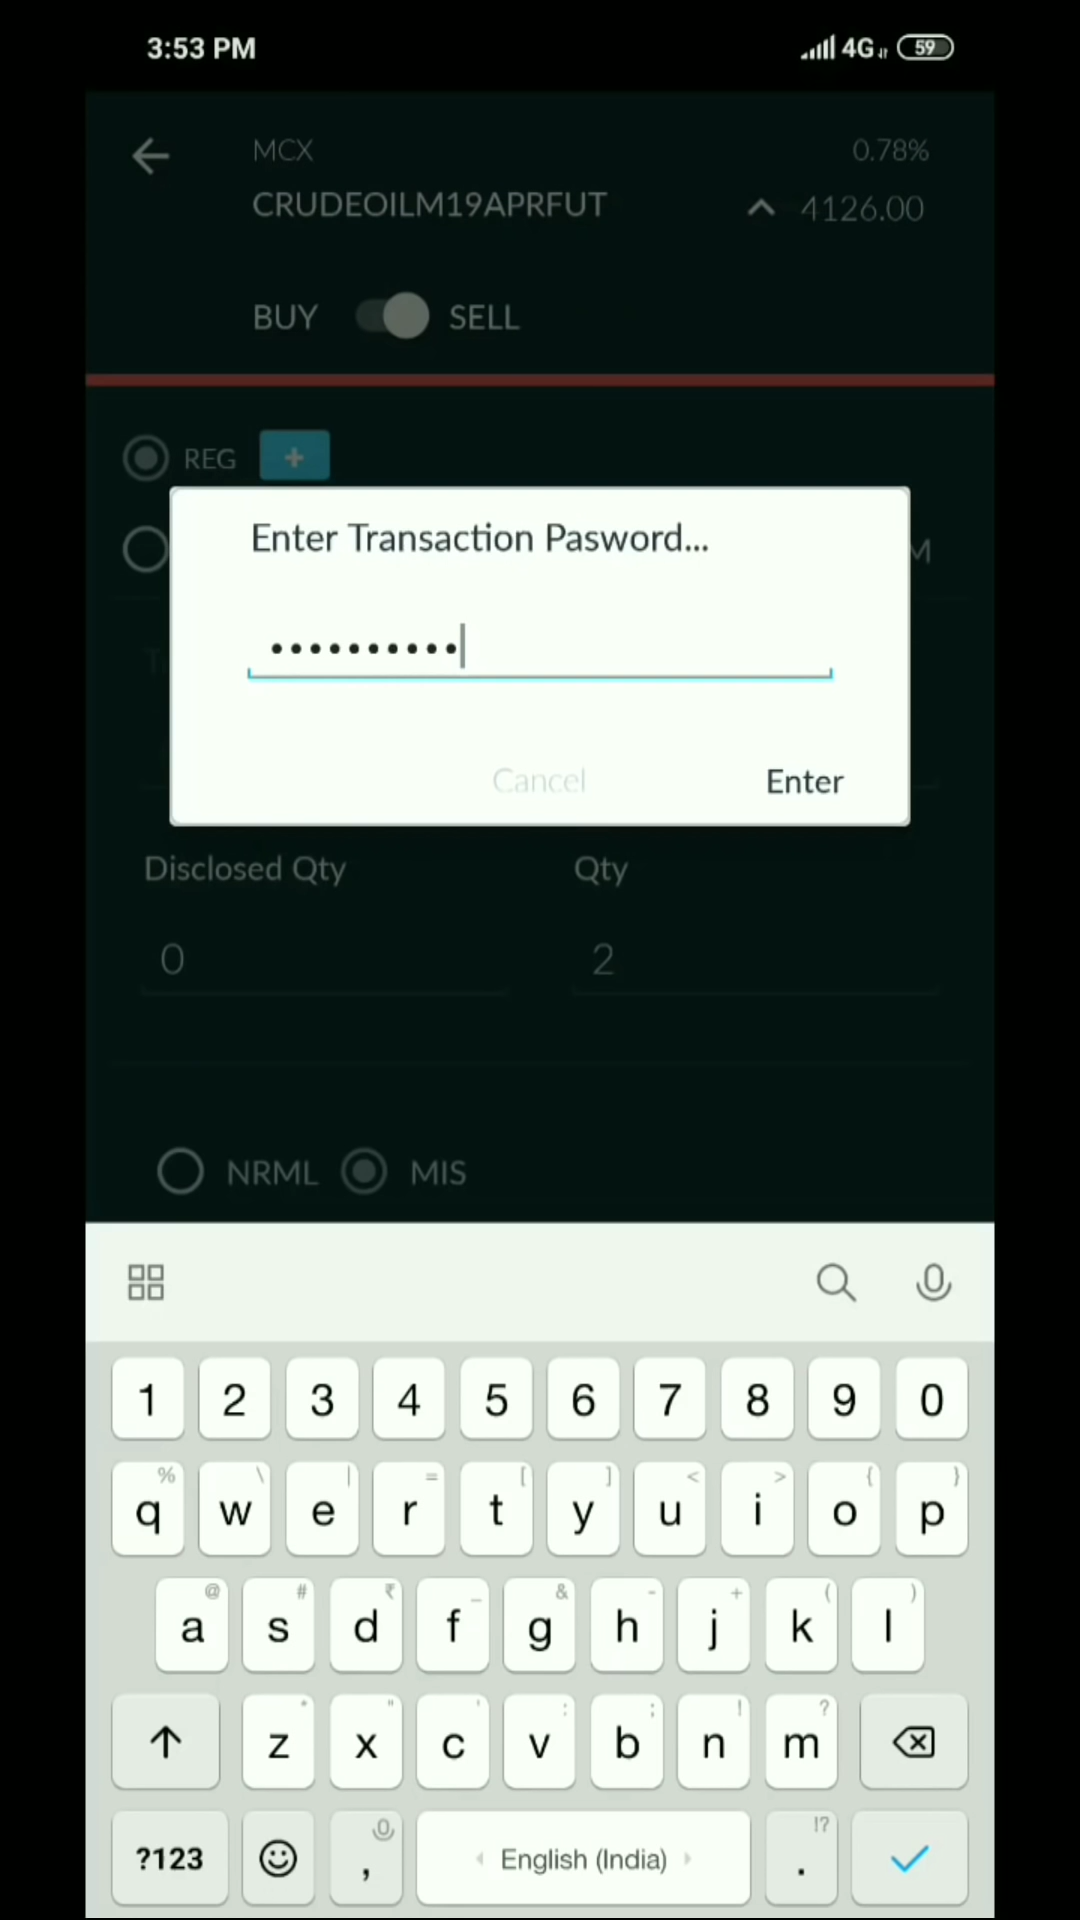 3:53 PM 4G 59
MCX 0.78%
CRUDEOILM19APRFUT 4126.00
BUY SELL
REG +
M
Enter Transaction Pasword...
••••••••••
Cancel Enter
Disclosed Qty Qty
0 2
NRML MIS
1 2 3 4 5 6 7 8 9 0
% \ | = [ ] < > { }
q w e r t y u i o p
@ # ₹ _ & - + ( )
a s d f g h j k l
* " ' : ; ! ?
z x c v b n m
!?
?123 , English (India) .